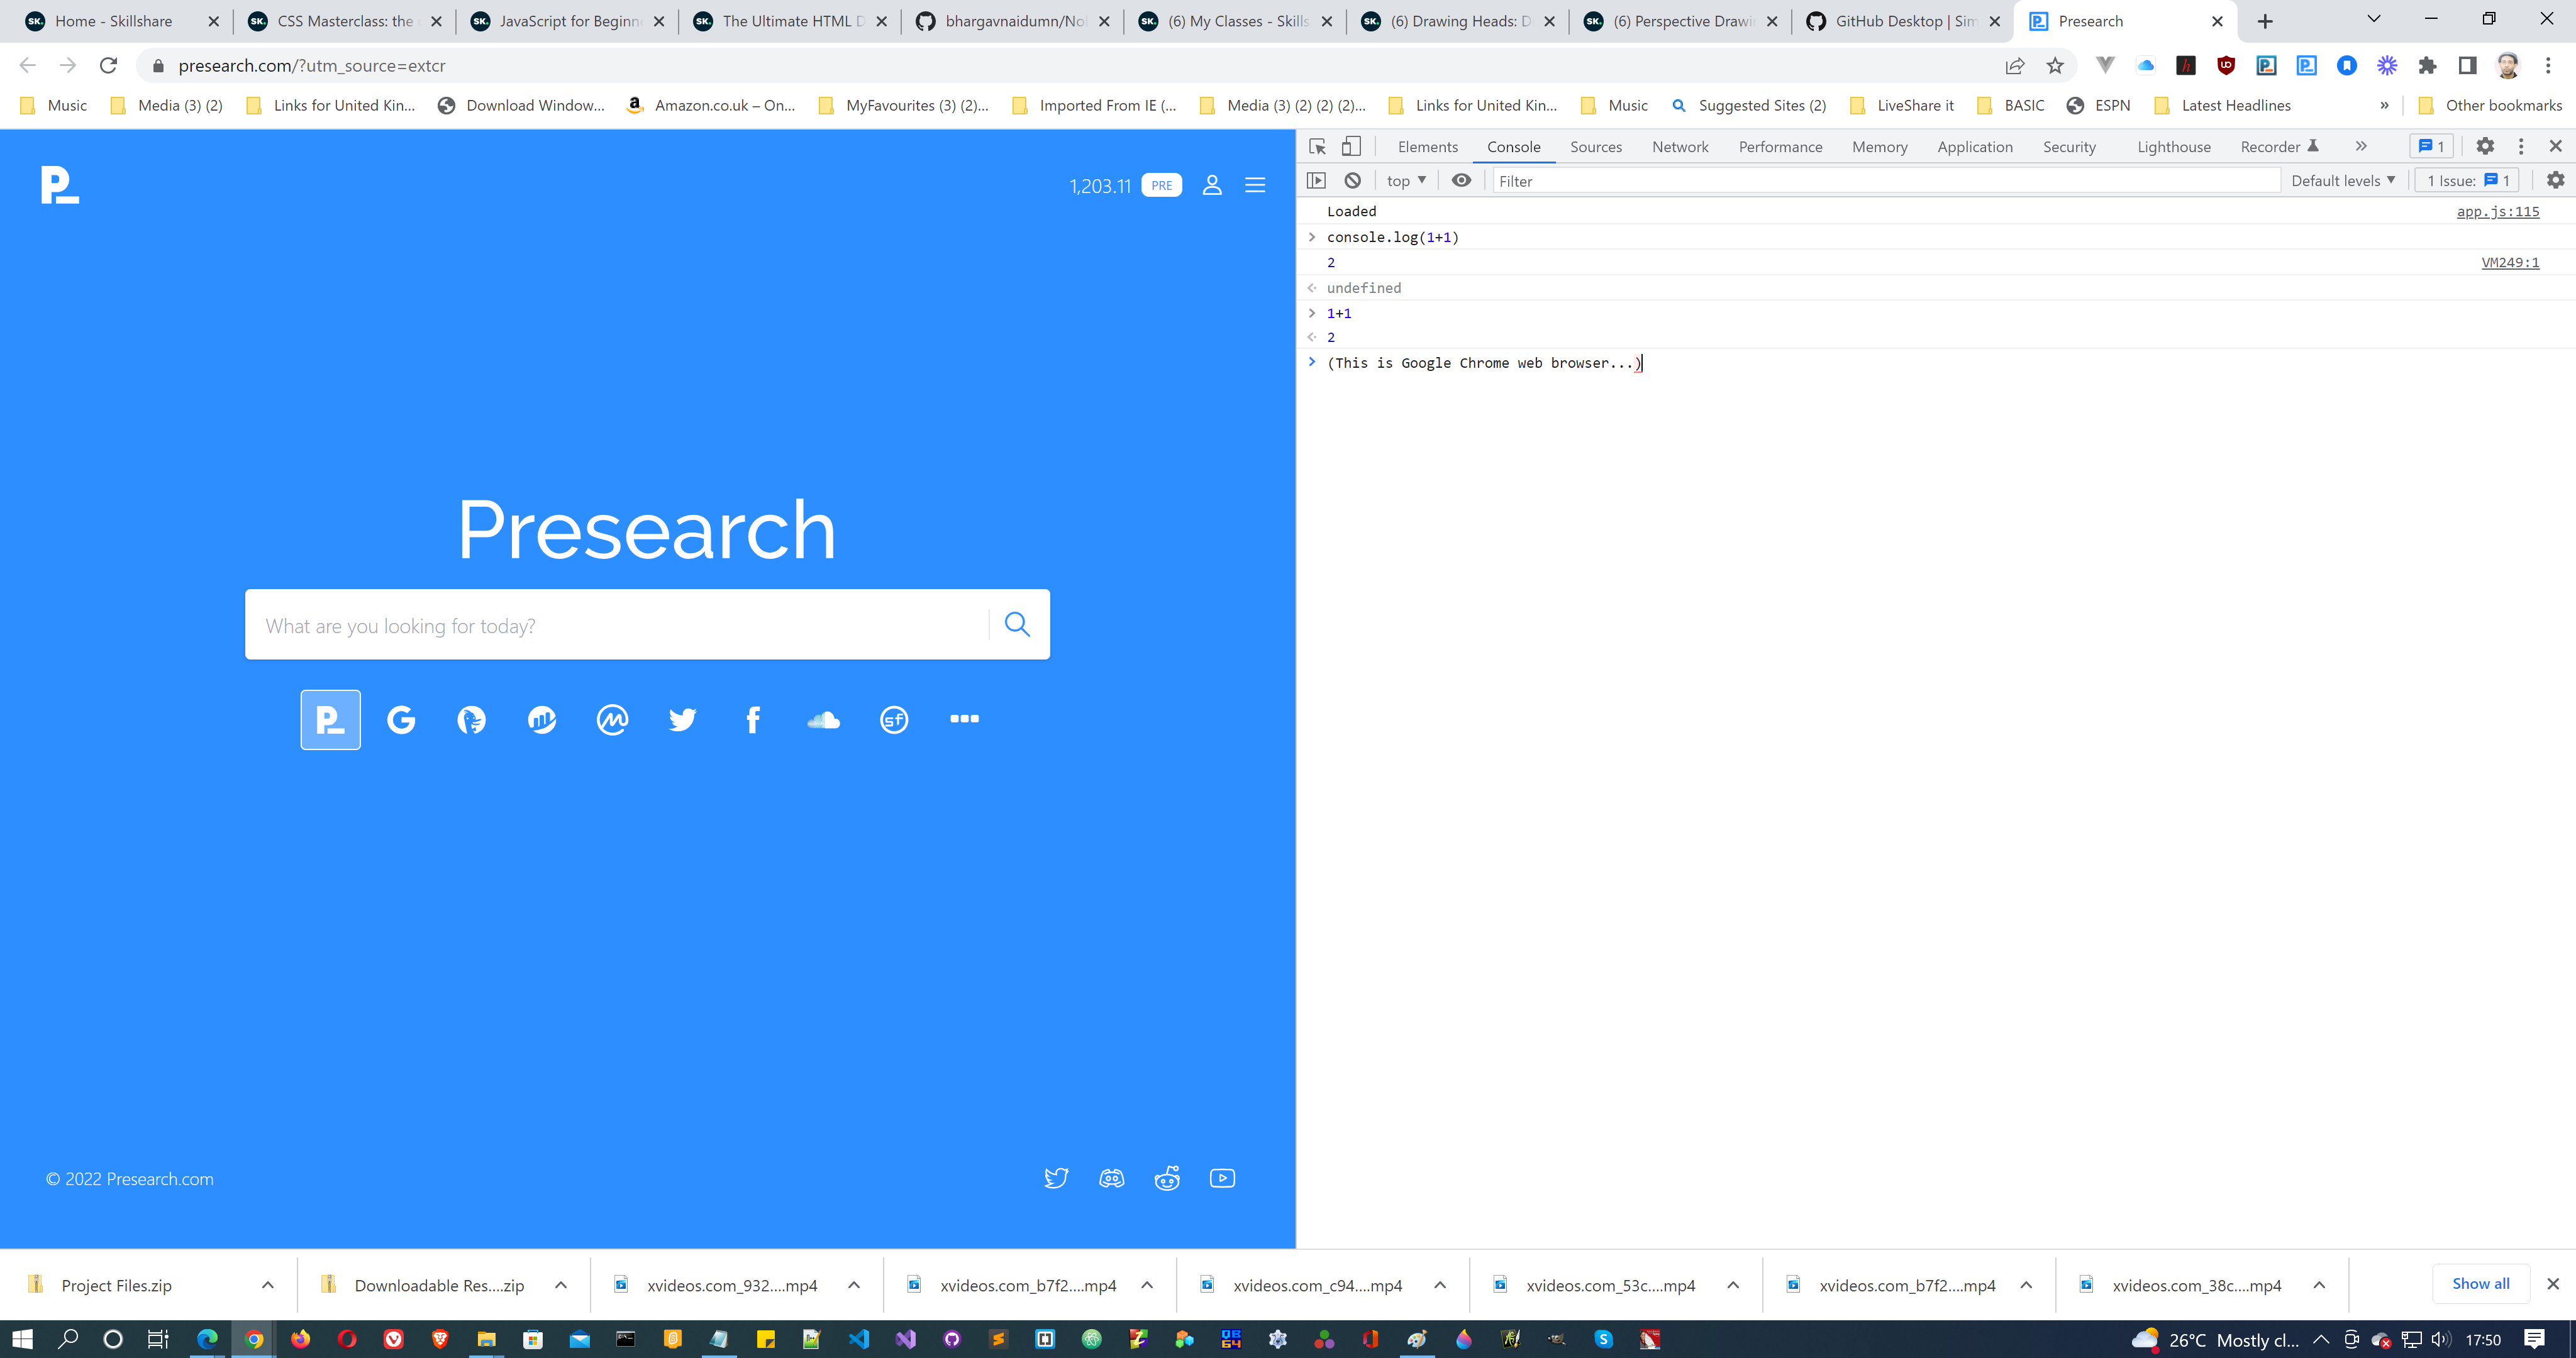 Home - Skillshare
CSS Masterclass: the
JavaScript for Beginn
The Ultimate HTML D
bhargavnaidumn/No
(6) My Classes - Skills
(6) Drawing Heads: D
(6) Perspective Drawi
GitHub Desktop | Sim
Presearch
presearch.com/?utm_source=extcr
Music Media (3) (2) Links for United Kin... Download Window... Amazon.co.uk – On... MyFavourites (3) (2)... Imported From IE (... Media (3) (2) (2) (2)... Links for United Kin... Music Suggested Sites (2) LiveShare it BASIC ESPN Latest Headlines » Other bookmarks
1,203.11 PRE
Presearch
What are you looking for today?
© 2022 Presearch.com
Elements Console Sources Network Performance Memory Application Security Lighthouse Recorder » 1
top Filter Default levels 1 Issue: 1
Loaded app.js:115
console.log(1+1)
2 VM249:1
undefined
1+1
2
(This is Google Chrome web browser...)
Project Files.zip
Downloadable Res....zip
xvideos.com_932....mp4
xvideos.com_b7f2....mp4
xvideos.com_c94....mp4
xvideos.com_53c....mp4
xvideos.com_b7f2....mp4
xvideos.com_38c....mp4
Show all
26°C Mostly cl... 17:50